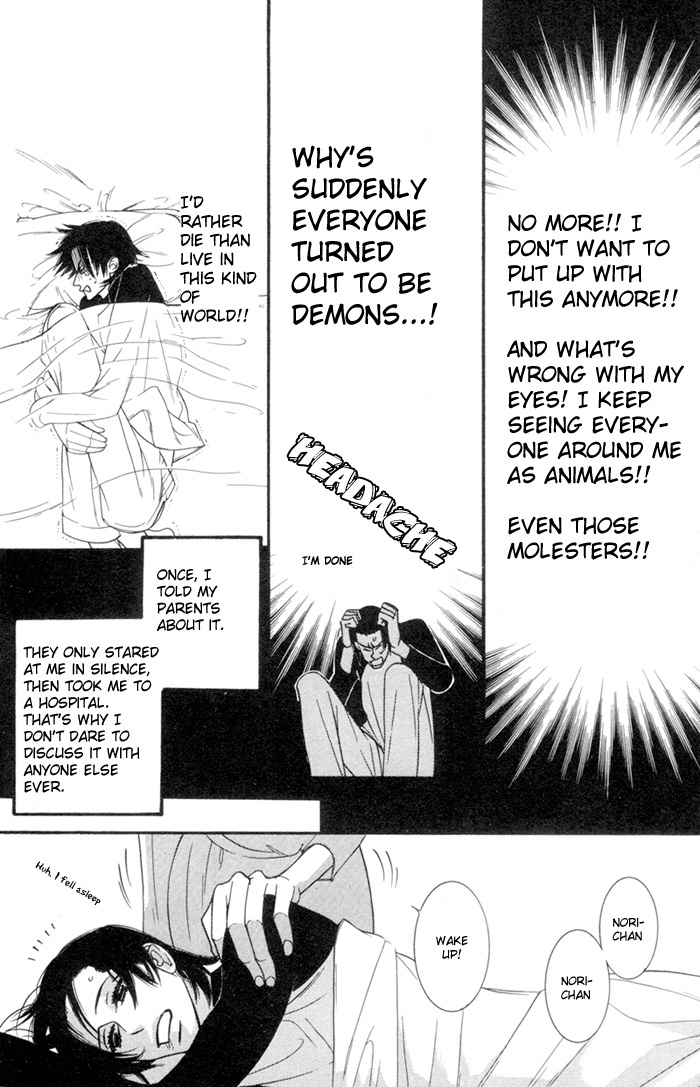 NO MORE!! I
DON'T WANT TO
PUT UP WITH
THIS ANYMORE!!
AND WHAT'S
WRONG WITH MY
EYES! I KEEP
SEEING EVERY-
ONE AROUND ME
AS ANIMALS!!
EVEN THOSE
MOLESTERS!!
WHY'S
SUDDENLY
EVERYONE
TURNED
OUT TO BE
DEMONS...!
HEADACHE
I'M DONE
I'D
RATHER
DIE THAN
LIVE IN
THIS KIND
OF
WORLD!!
ONCE, I
TOLD MY
PARENTS
ABOUT IT.
THEY ONLY STARED
AT ME IN SILENCE,
THEN TOOK ME TO
A HOSPITAL.
THAT'S WHY I
DON'T DARE TO
DISCUSS IT WITH
ANYONE ELSE
EVER.
NORI-
CHAN
NORI-
CHAN
WAKE
UP!
Huh, I fell asleep